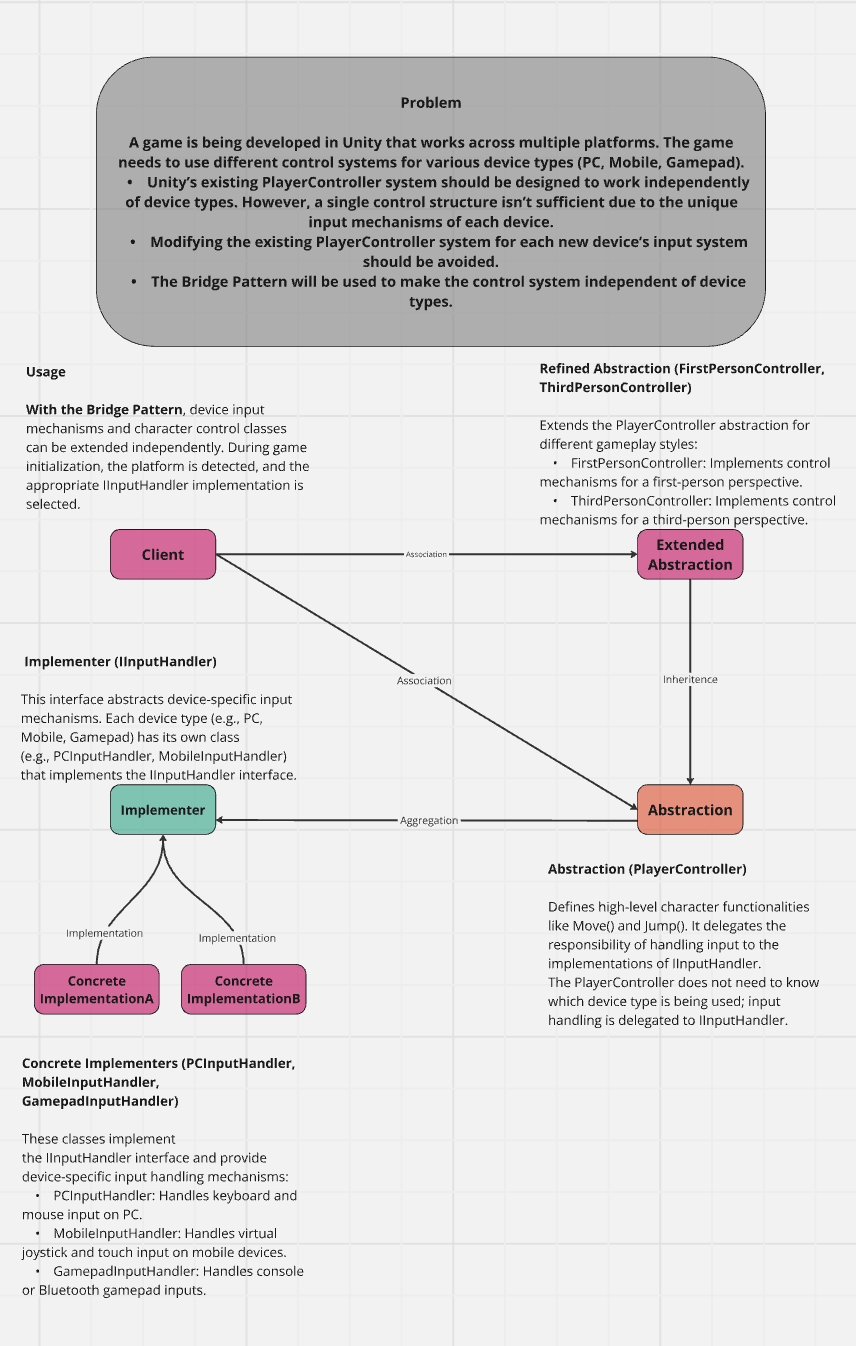 Problem
A game is being developed in Unity that works across multiple platforms. The game
needs to use different control systems for various device types (PC, Mobile, Gamepad).
• Unity's existing PlayerController system should be designed to work independently
of device types. However, a single control structure isn't sufficient due to the unique
input mechanisms of each device.
• Modifying the existing PlayerController system for each new device's input system
should be avoided.
• The Bridge Pattern will be used to make the control system independent of device
types.
Usage
With the Bridge Pattern, device input
mechanisms and character control classes
can be extended independently. During game
initialization, the platform is detected, and the
appropriate IInputHandler implementation is
selected.
Refined Abstraction (FirstPersonController,
ThirdPersonController)
Extends the PlayerController abstraction for
different gameplay styles:
• FirstPersonController: Implements control
mechanisms for a first-person perspective.
• ThirdPersonController: Implements control
mechanisms for a third-person perspective.
Client
Association
Extended
Abstraction
Association
Inheritence
Implementer (IInputHandler)
This interface abstracts device-specific input
mechanisms. Each device type (e.g., PC,
Mobile, Gamepad) has its own class
(e.g., PCInputHandler, MobileInputHandler)
that implements the IInputHandler interface.
Implementer
Aggregation
Abstraction
Implementation
Implementation
Concrete
ImplementationA
Concrete
ImplementationB
Abstraction (PlayerController)
Defines high-level character functionalities
like Move() and Jump(). It delegates the
responsibility of handling input to the
implementations of IInputHandler.
The PlayerController does not need to know
which device type is being used; input
handling is delegated to IInputHandler.
Concrete Implementers (PCInputHandler,
MobileInputHandler,
GamepadInputHandler)
These classes implement
the IInputHandler interface and provide
device-specific input handling mechanisms:
• PCInputHandler: Handles keyboard and
mouse input on PC.
• MobileInputHandler: Handles virtual
joystick and touch input on mobile devices.
• GamepadInputHandler: Handles console
or Bluetooth gamepad inputs.